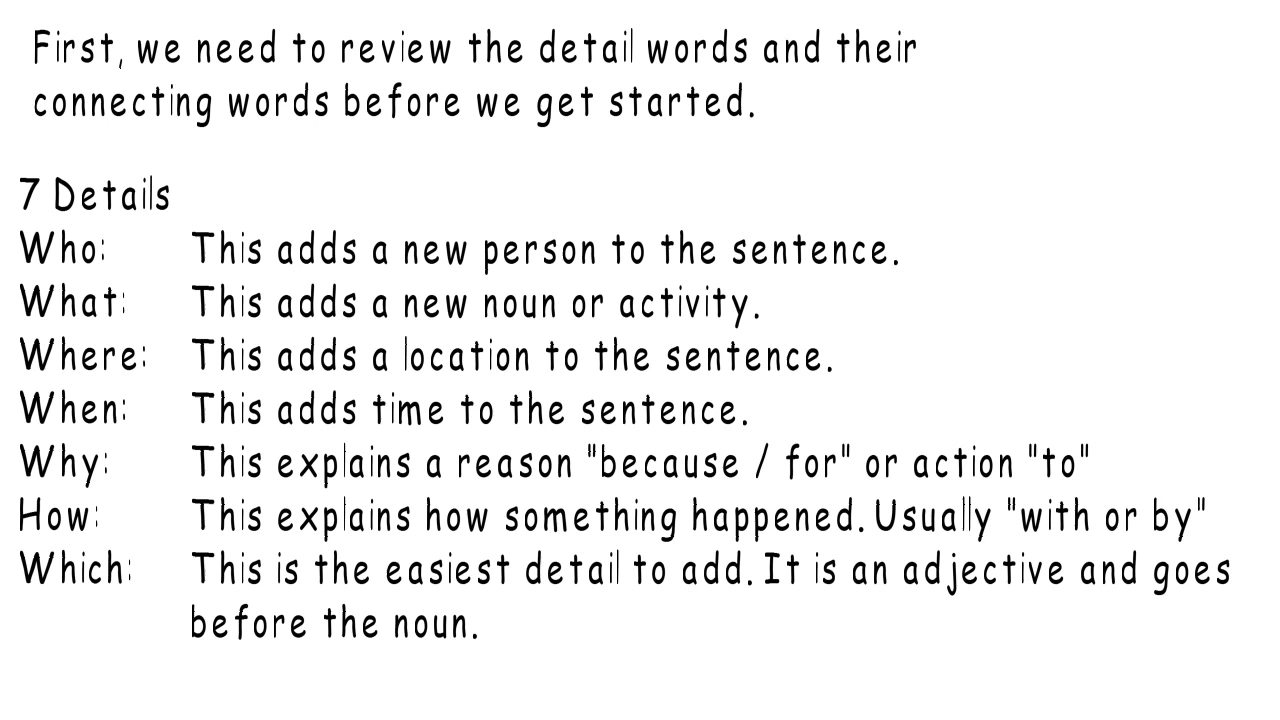 First, we need to review the detail words and their
connecting words before we get started.
7 Details
Who: This adds a new person to the sentence.
What: This adds a new noun or activity.
Where: This adds a location to the sentence.
When: This adds time to the sentence.
Why: This explains a reason "because / for" or action "to"
How: This explains how something happened. Usually "with or by"
Which: This is the easiest detail to add. It is an adjective and goes
before the noun.